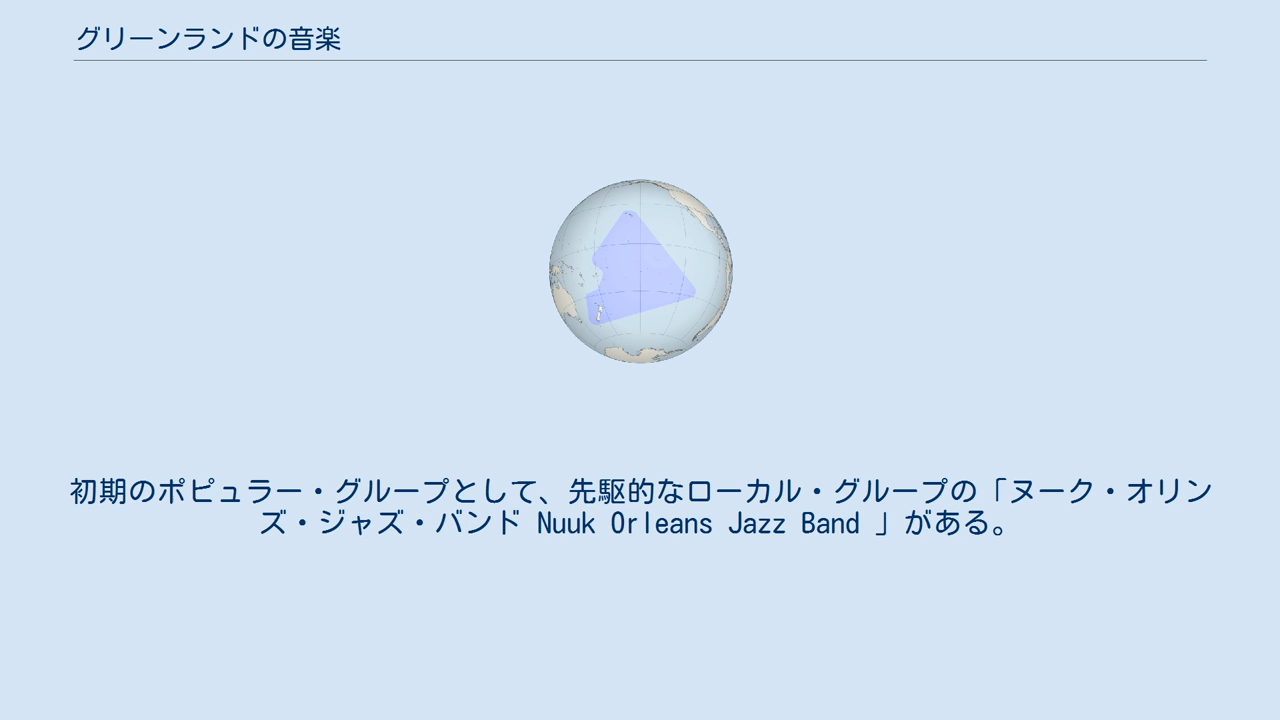 グリーンランドの音楽
初期のポピュラー・グループとして、先駆的なローカル・グループの「ヌーク・オリン
ズ・ジャズ・バンド Nuuk Orleans Jazz Band 」がある。